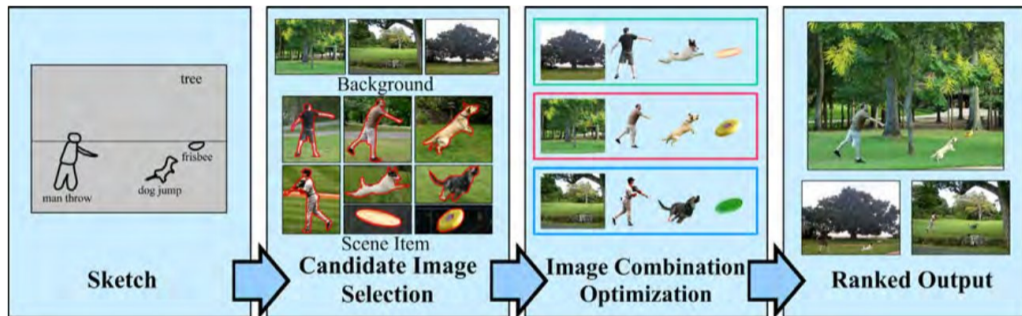 tree
frisbee
dog jump
man throw
Sketch
Background
Scene Item
Candidate Image
Selection
Image Combination
Optimization
Ranked Output